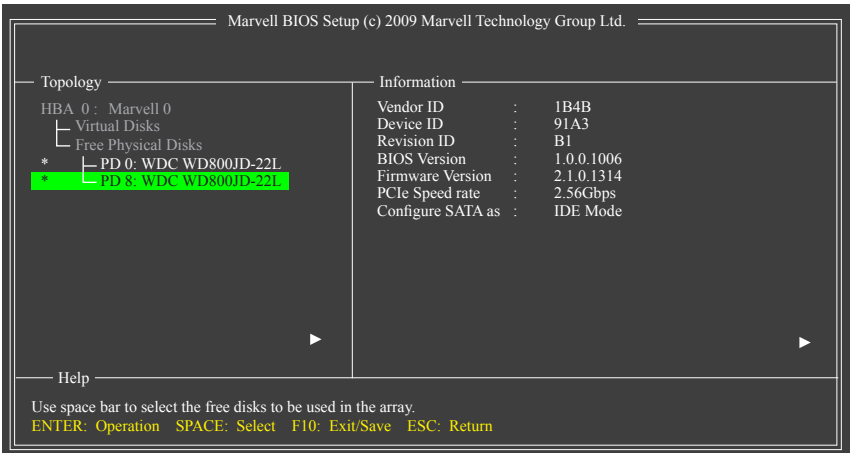 Marvell BIOS Setup (c) 2009 Marvell Technology Group Ltd.
Topology
HBA 0 : Marvell 0
Virtual Disks
Free Physical Disks
* PD 0: WDC WD800JD-22L
* PD 8: WDC WD800JD-22L
Information
Vendor ID : 1B4B
Device ID : 91A3
Revision ID : B1
BIOS Version : 1.0.0.1006
Firmware Version : 2.1.0.1314
PCIe Speed rate : 2.56Gbps
Configure SATA as : IDE Mode
Help
Use space bar to select the free disks to be used in the array.
ENTER: Operation SPACE: Select F10: Exit/Save ESC: Return